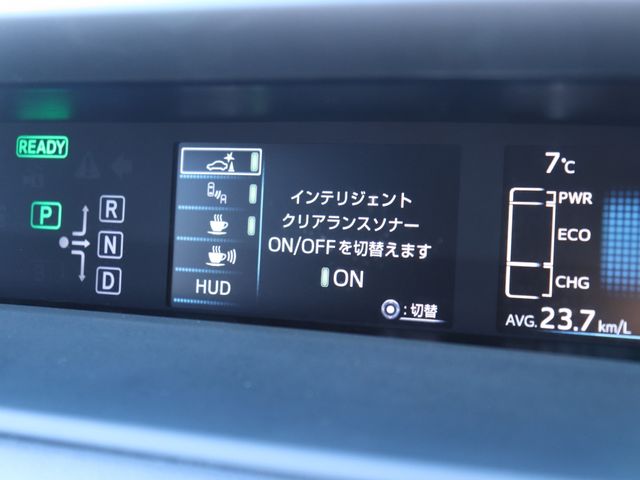 READY
P
R
N
D
HUD
インテリジェント
クリアランスソナー
ON/OFFを切替えます
ON
:切替
7℃
PWR
ECO
CHG
AVG.23.7km/L